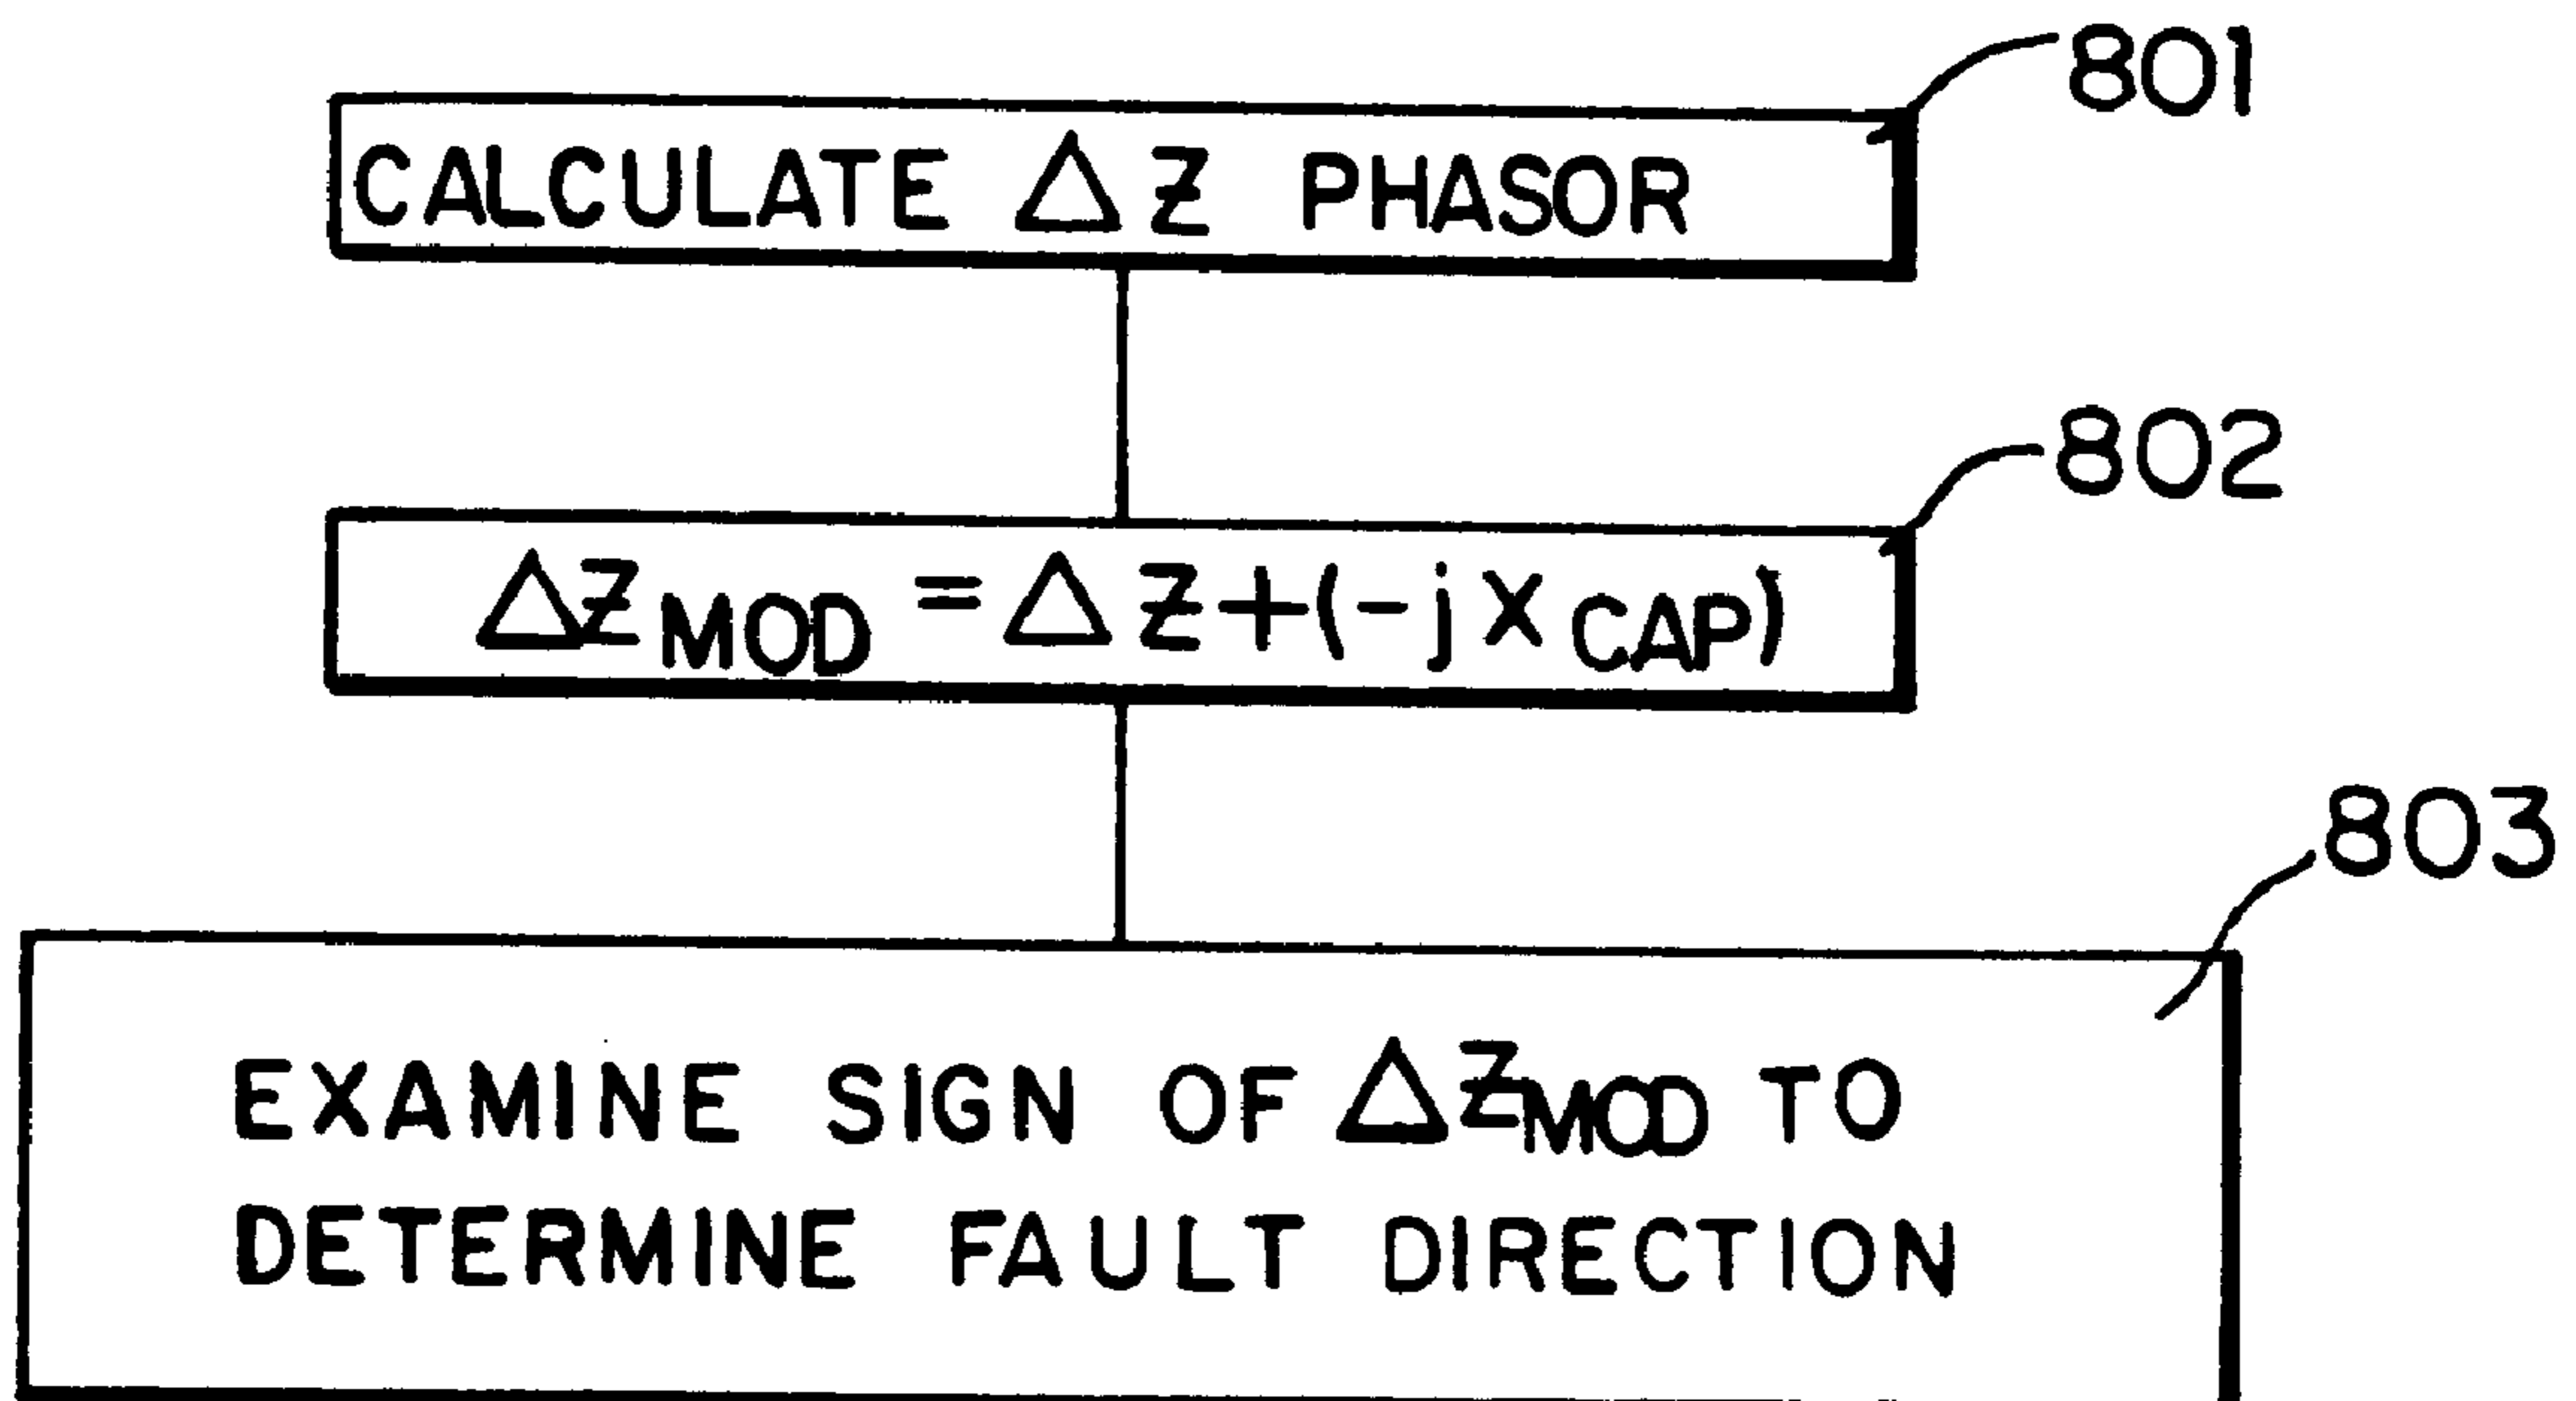 801
CALCULATE ΔZ PHASOR
802
ΔZMOD = ΔZ+(-jXCAP)
803
EXAMINE SIGN OF ΔZMOD TO
DETERMINE FAULT DIRECTION